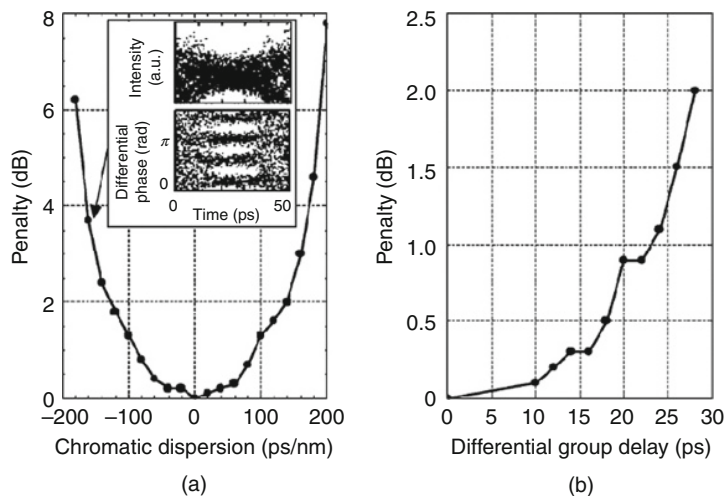 8
6
4
2
0
Penalty (dB)
−200
−100
0
100
200
Chromatic dispersion (ps/nm)
(a)
Intensity
(a.u.)
Differential
phase (rad)
π
0
0
50
Time (ps)
2.5
2.0
1.5
1.0
0.5
0
Penalty (dB)
0
5
10
15
20
25
30
Differential group delay (ps)
(b)